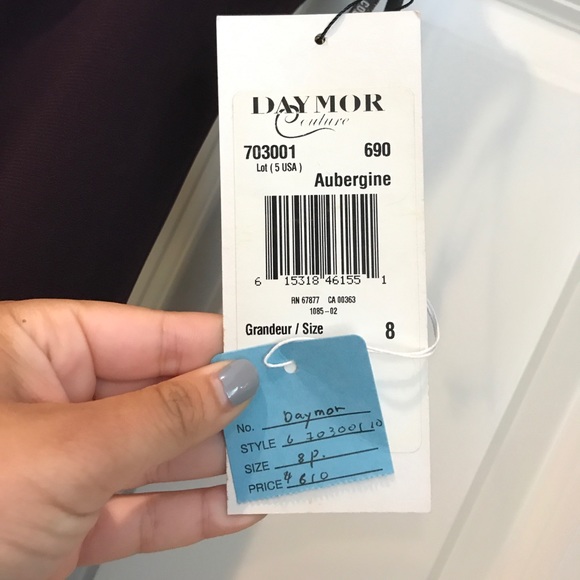 DAYMOR
Couture
703001 690
Lot ( 5 USA )
Aubergine
6 15318 46155 1
RN 67877 CA 00363
1085-02
Grandeur / Size 8
No. Daymor
STYLE 6 703001
SIZE 8p.
PRICE $610